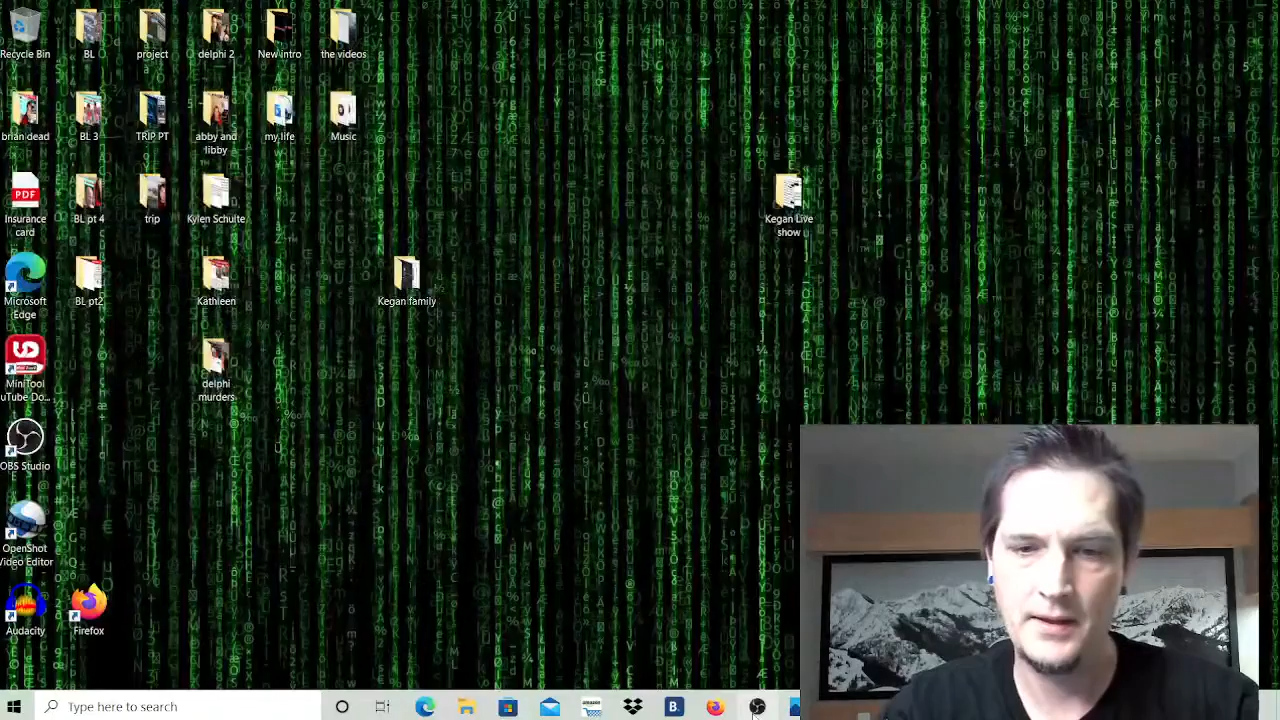 Recycle Bin
BL
project
delphi 2
New intro
the videos
brian dead
BL 3
TRIP PT
abby and
libby
my life
Music
PDF
Insurance
card
BL pt 4
trip
Kylen Schulte
Kegan Live
show
Microsoft
Edge
BL pt2
Kathleen
Kegan family
MiniTool
uTube Do...
delphi
murders
OBS Studio
OpenShot
Video Editor
Audacity
Firefox
Type here to search
amazon
B.